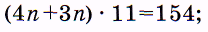 (4n+3n) · 11=154;